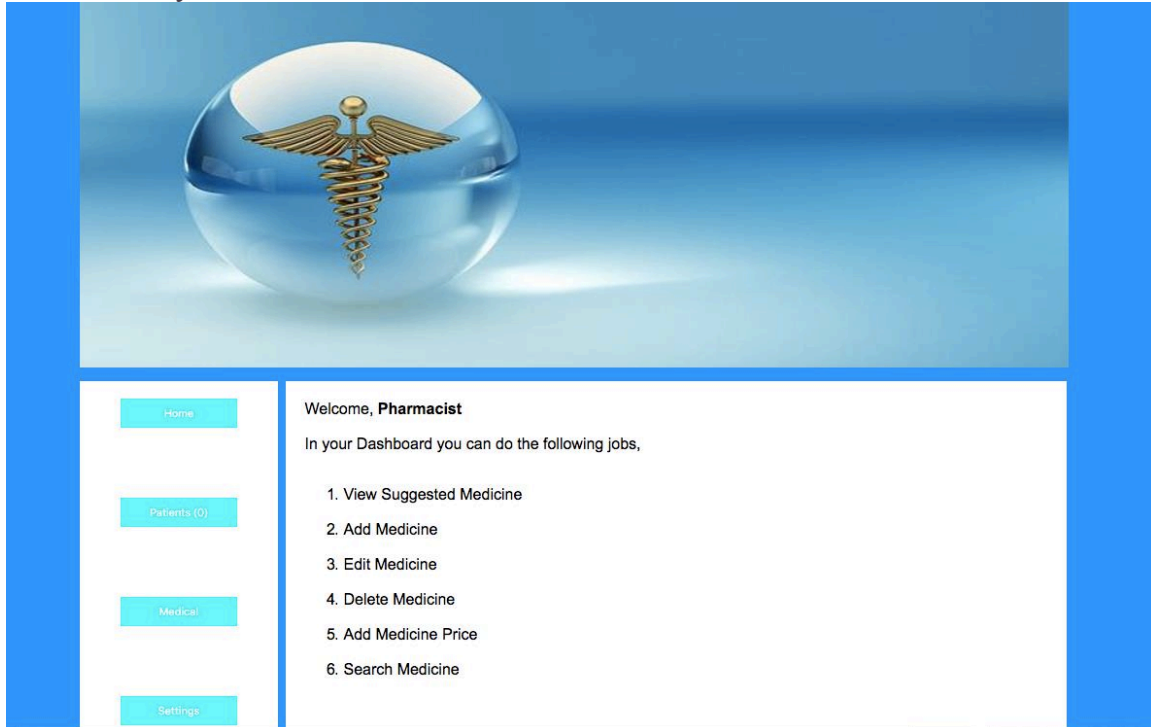 Home
Patients (0)
Medical
Settings
Welcome, Pharmacist
In your Dashboard you can do the following jobs,
1. View Suggested Medicine
2. Add Medicine
3. Edit Medicine
4. Delete Medicine
5. Add Medicine Price
6. Search Medicine